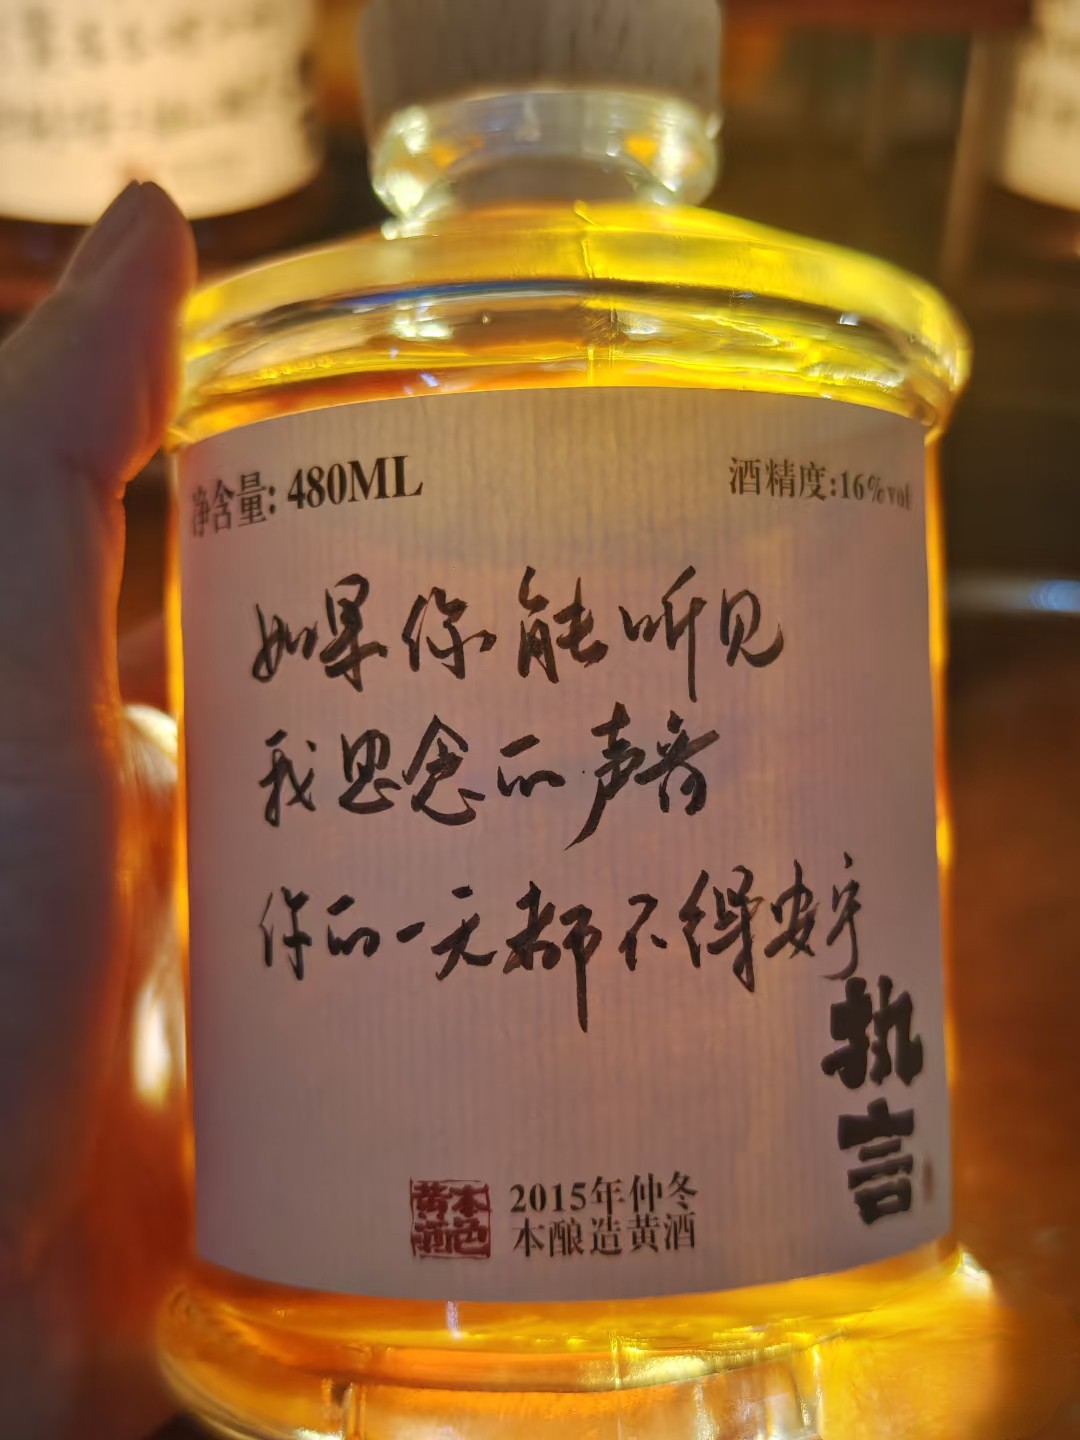 净含量: 480ML
酒精度:16%vol
如果你能听见
我思念的声音
你的一天都不得安宁
执言
本色
黄酒
2015年仲冬
本酿造黄酒